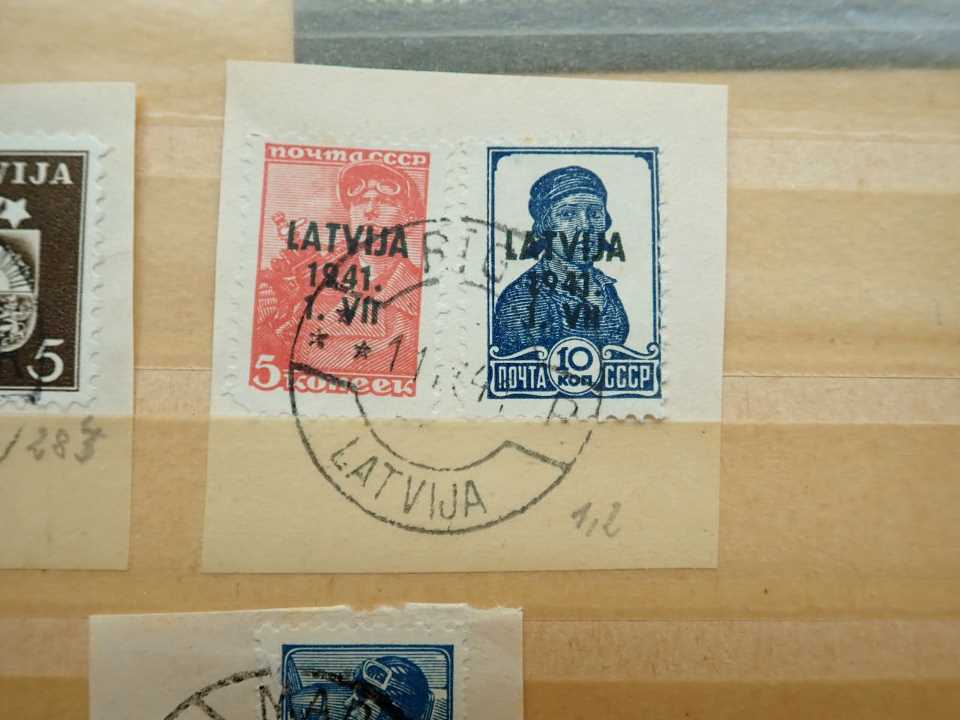 VIJA
5
285
почта СССР
LATVIJA
1941.
1. VII
5 копеек
LATVIJA
1941.
1. VII
10
коп
ПОЧТА СССР
LATVIJA
1,2